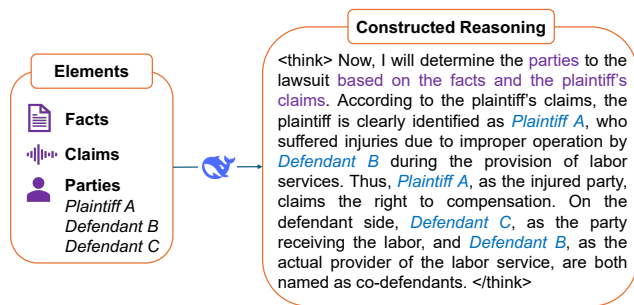 Elements
Facts
Claims
Parties
Plaintiff A
Defendant B
Defendant C
Constructed Reasoning
<think> Now, I will determine the parties to the
lawsuit based on the facts and the plaintiff's
claims. According to the plaintiff's claims, the
plaintiff is clearly identified as Plaintiff A, who
suffered injuries due to improper operation by
Defendant B during the provision of labor
services. Thus, Plaintiff A, as the injured party,
claims the right to compensation. On the
defendant side, Defendant C, as the party
receiving the labor, and Defendant B, as the
actual provider of the labor service, are both
named as co-defendants. </think>